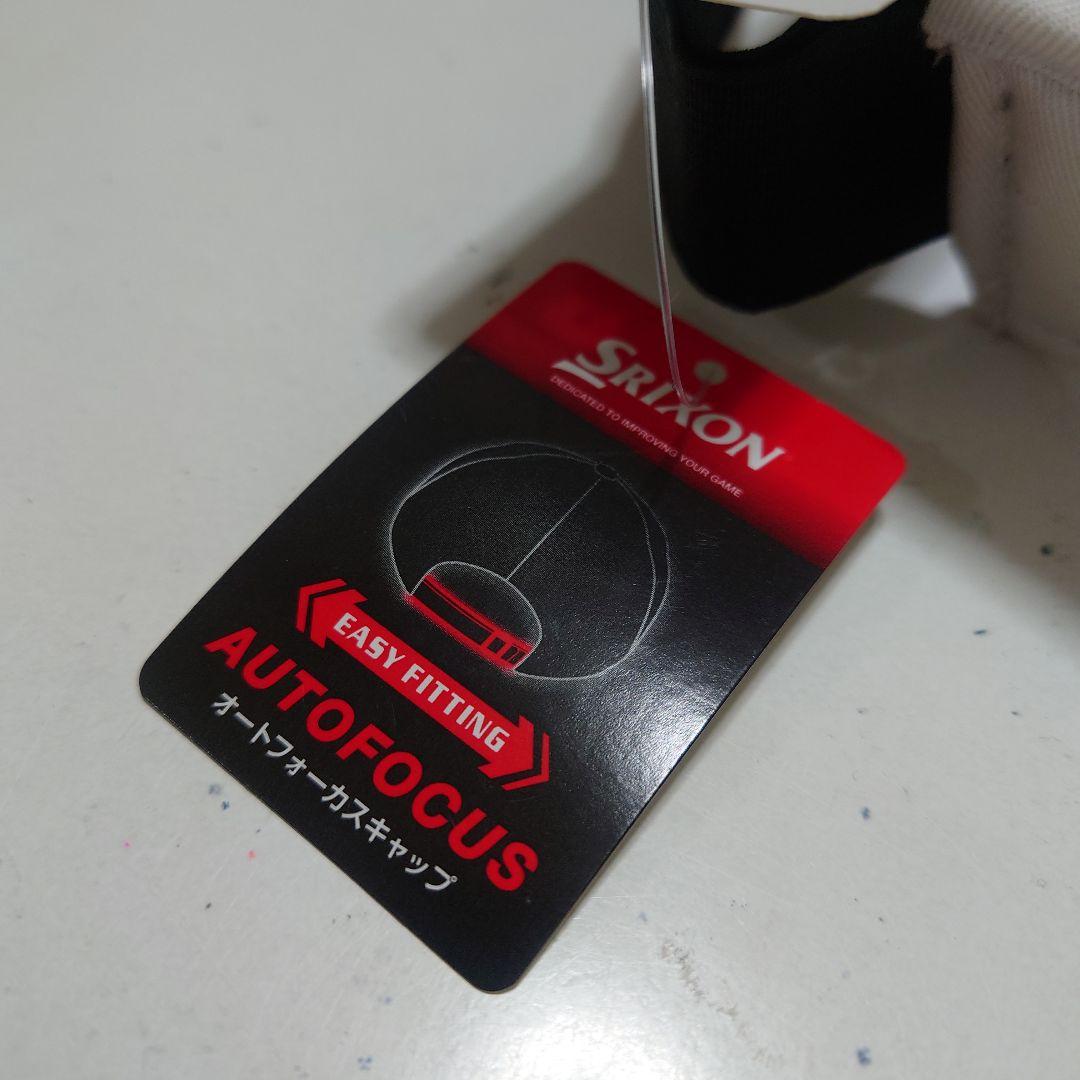 SRIXON
DEDICATED TO IMPROVING YOUR GAME
EASY FITTING
AUTOFOCUS
オートフォーカスキャップ